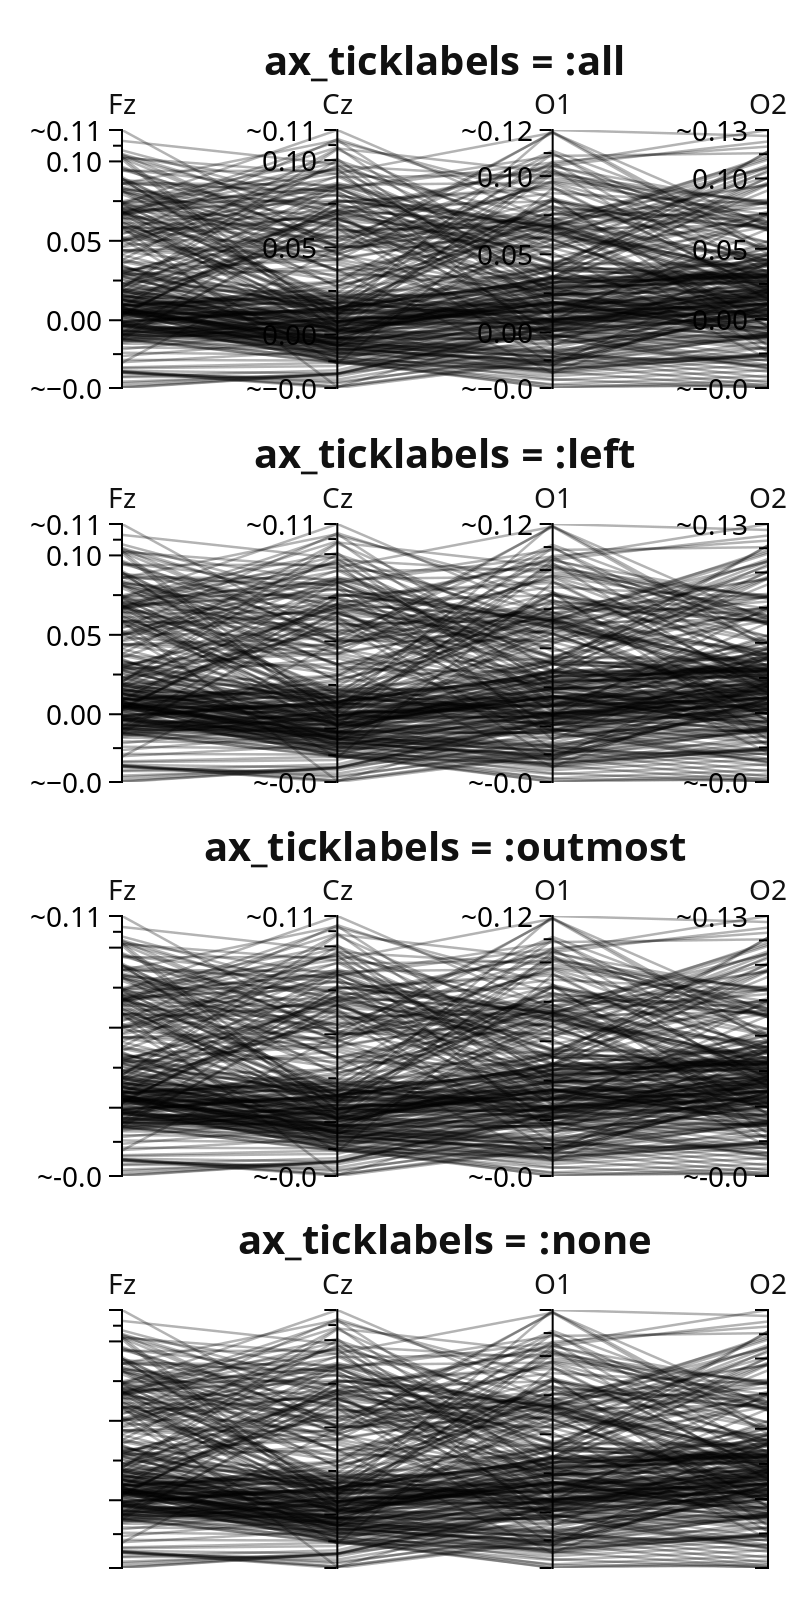 ax_ticklabels = :all
Fz Cz O1 O2
~0.11 ~0.11 ~0.12 ~0.13
0.10 0.10 0.10 0.10
0.05 0.05 0.05 0.05
0.00 0.00 0.00 0.00
~−0.0 ~−0.0 ~−0.0 ~−0.0
ax_ticklabels = :left
Fz Cz O1 O2
~0.11 ~0.11 ~0.12 ~0.13
0.10
0.05
0.00
~−0.0 ~-0.0 ~-0.0 ~-0.0
ax_ticklabels = :outmost
Fz Cz O1 O2
~0.11 ~0.11 ~0.12 ~0.13
~-0.0 ~-0.0 ~-0.0 ~-0.0
ax_ticklabels = :none
Fz Cz O1 O2